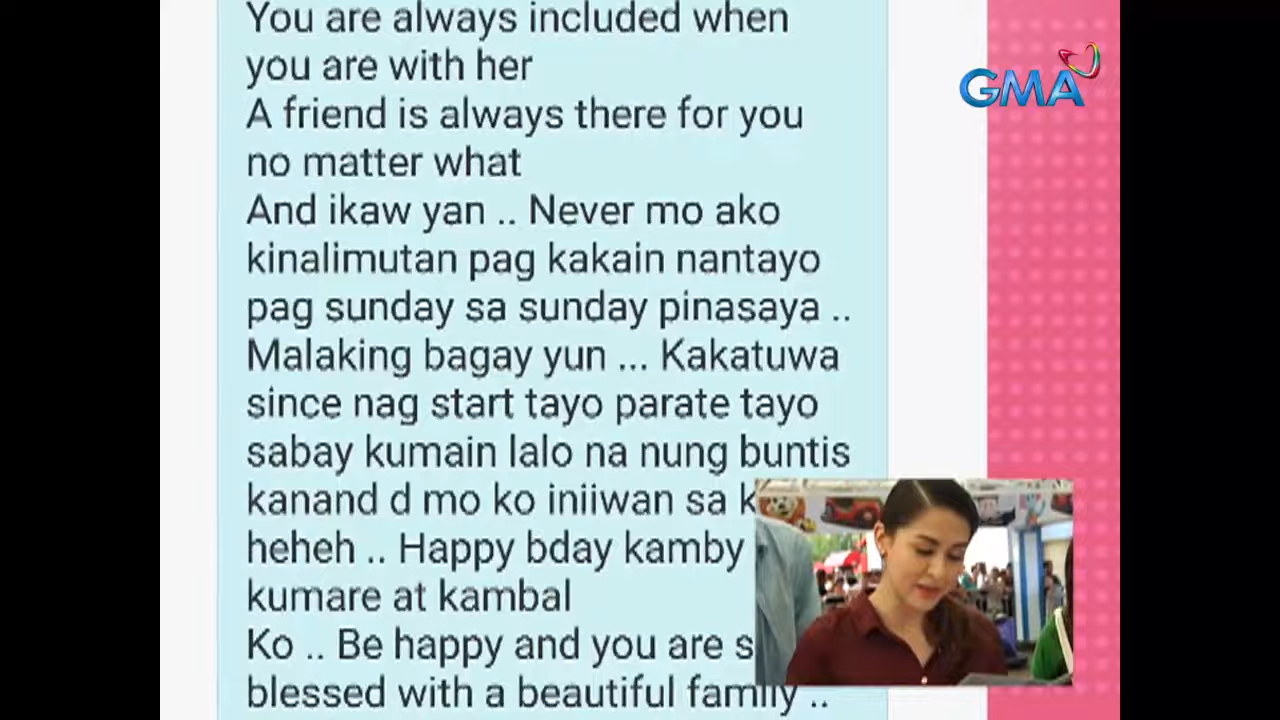 You are always included when
you are with her
A friend is always there for you
no matter what
And ikaw yan .. Never mo ako
kinalimutan pag kakain nantayo
pag sunday sa sunday pinasaya ..
Malaking bagay yun ... Kakatuwa
since nag start tayo parate tayo
sabay kumain lalo na nung buntis
kanand d mo ko iniiwan sa
heheh .. Happy bday kamby
kumare at kambal
Ko .. Be happy and you are
blessed with a beautiful family ..
GMA